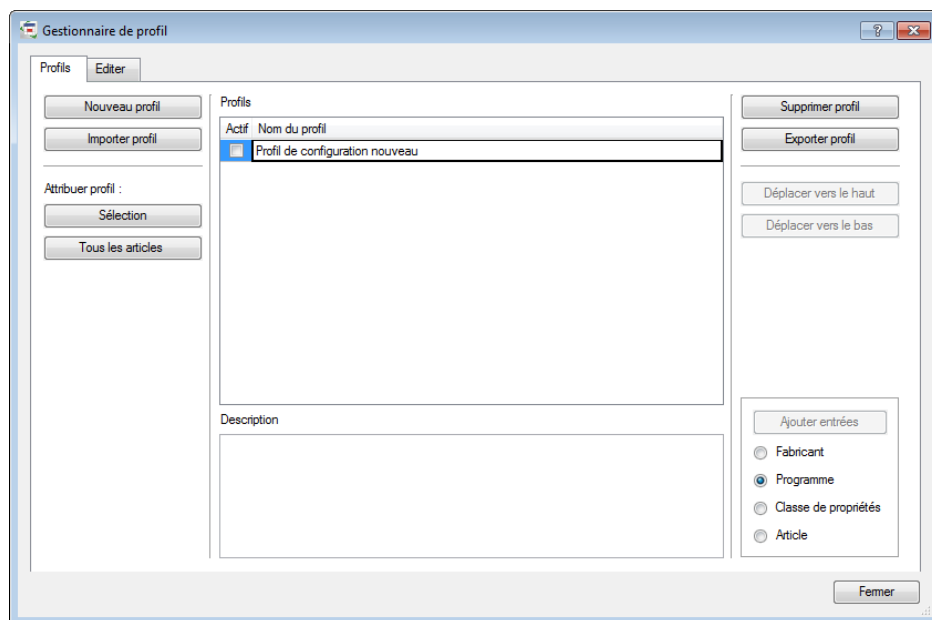 Gestionnaire de profil
Profils
Editer
Nouveau profil
Importer profil
Attribuer profil :
Sélection
Tous les articles
Profils
Actif Nom du profil
Profil de configuration nouveau
Description
Supprimer profil
Exporter profil
Déplacer vers le haut
Déplacer vers le bas
Ajouter entrées
Fabricant
Programme
Classe de propriétés
Article
Fermer